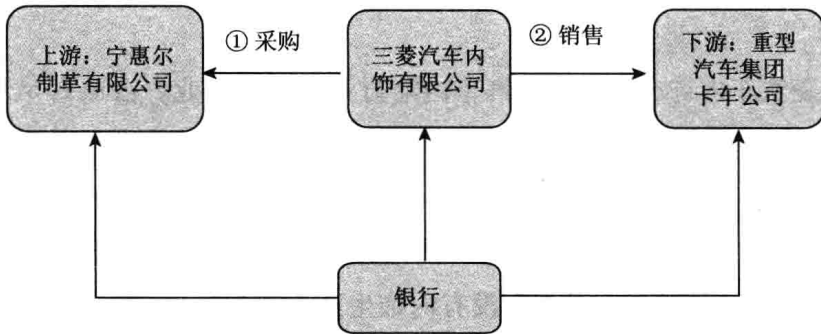 上游：宁惠尔
制革有限公司
① 采购
三菱汽车内
饰有限公司
② 销售
下游：重型
汽车集团
卡车公司
银行